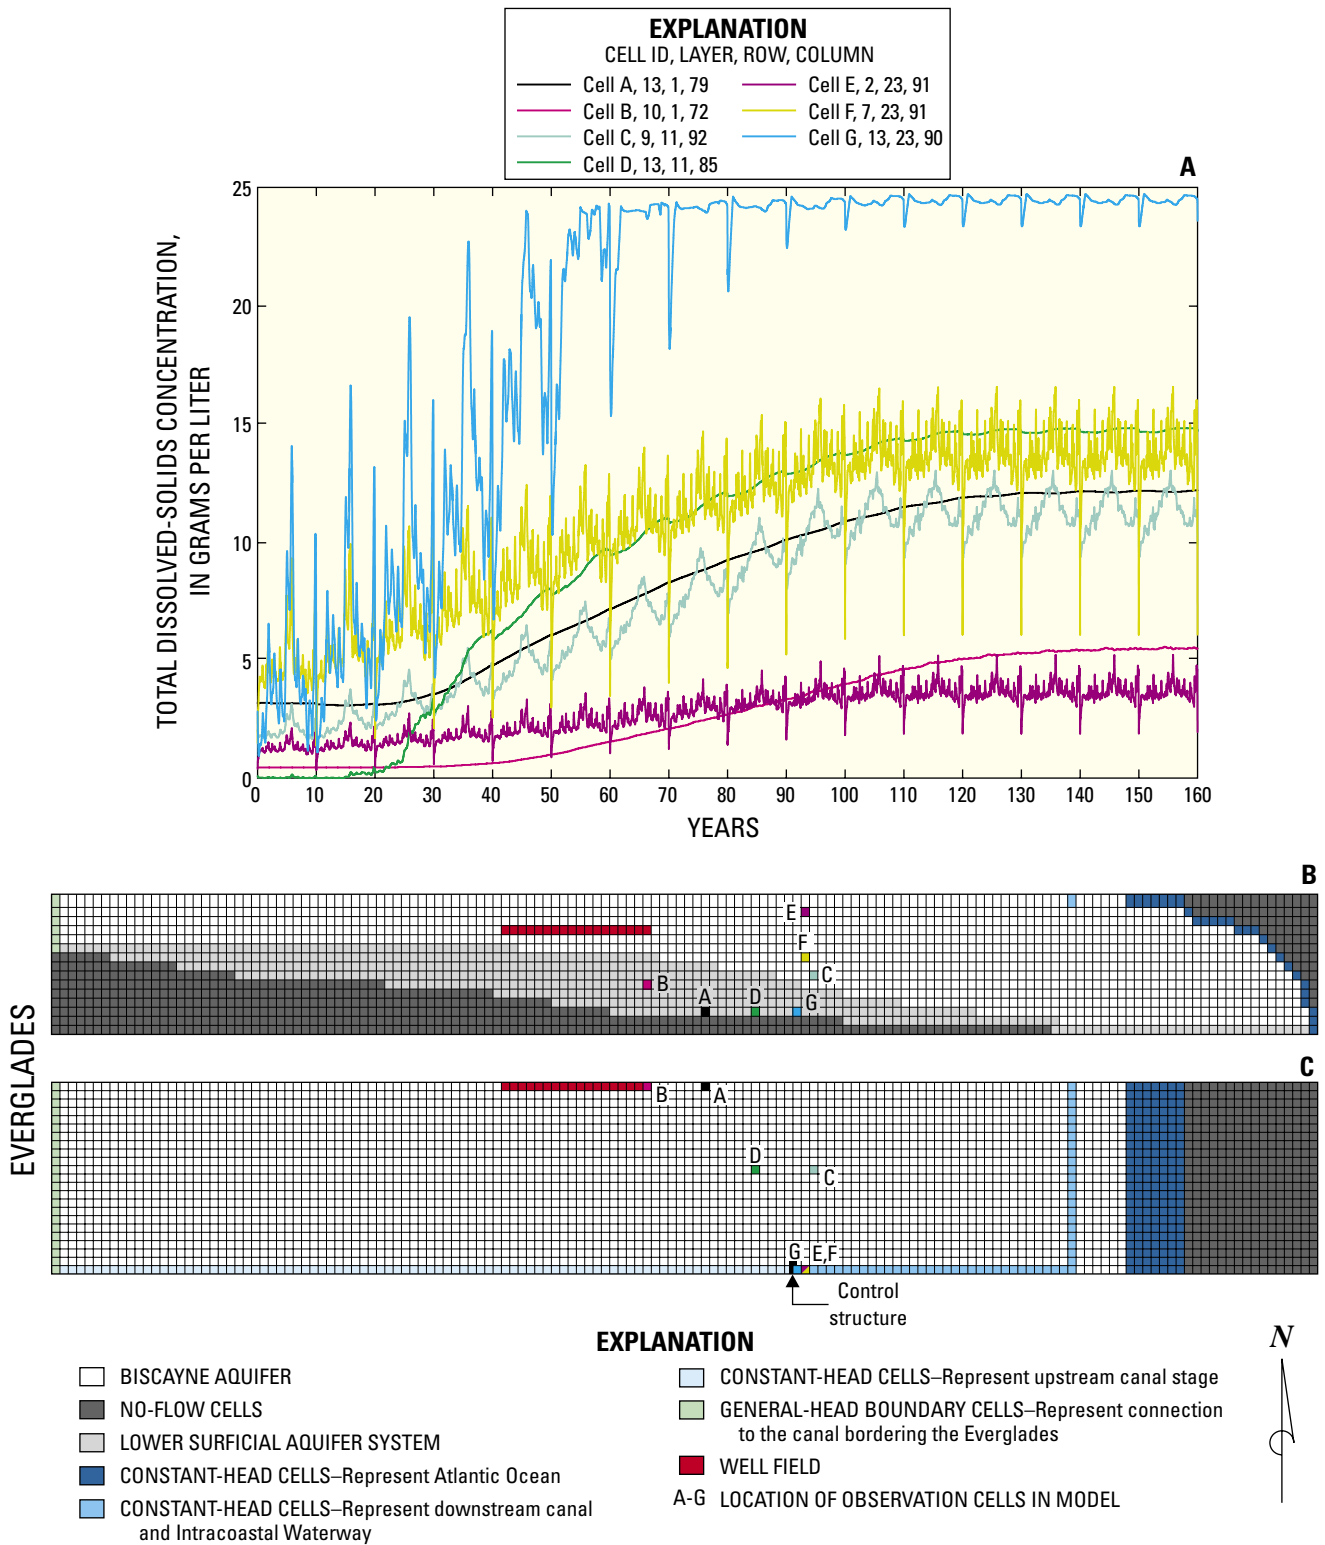 EXPLANATION
CELL ID, LAYER, ROW, COLUMN
Cell A, 13, 1, 79
Cell B, 10, 1, 72
Cell C, 9, 11, 92
Cell D, 13, 11, 85
Cell E, 2, 23, 91
Cell F, 7, 23, 91
Cell G, 13, 23, 90
A
TOTAL DISSOLVED-SOLIDS CONCENTRATION,
IN GRAMS PER LITER
25
20
15
10
5
0
0 10 20 30 40 50 60 70 80 90 100 110 120 130 140 150 160
YEARS
B
EVERGLADES
E
F
C
B
A
D
G
C
B
A
D
C
G
E,F
Control
structure
EXPLANATION
BISCAYNE AQUIFER
NO-FLOW CELLS
LOWER SURFICIAL AQUIFER SYSTEM
CONSTANT-HEAD CELLS–Represent Atlantic Ocean
CONSTANT-HEAD CELLS–Represent downstream canal
and Intracoastal Waterway
CONSTANT-HEAD CELLS–Represent upstream canal stage
GENERAL-HEAD BOUNDARY CELLS–Represent connection
to the canal bordering the Everglades
WELL FIELD
A-G LOCATION OF OBSERVATION CELLS IN MODEL
N